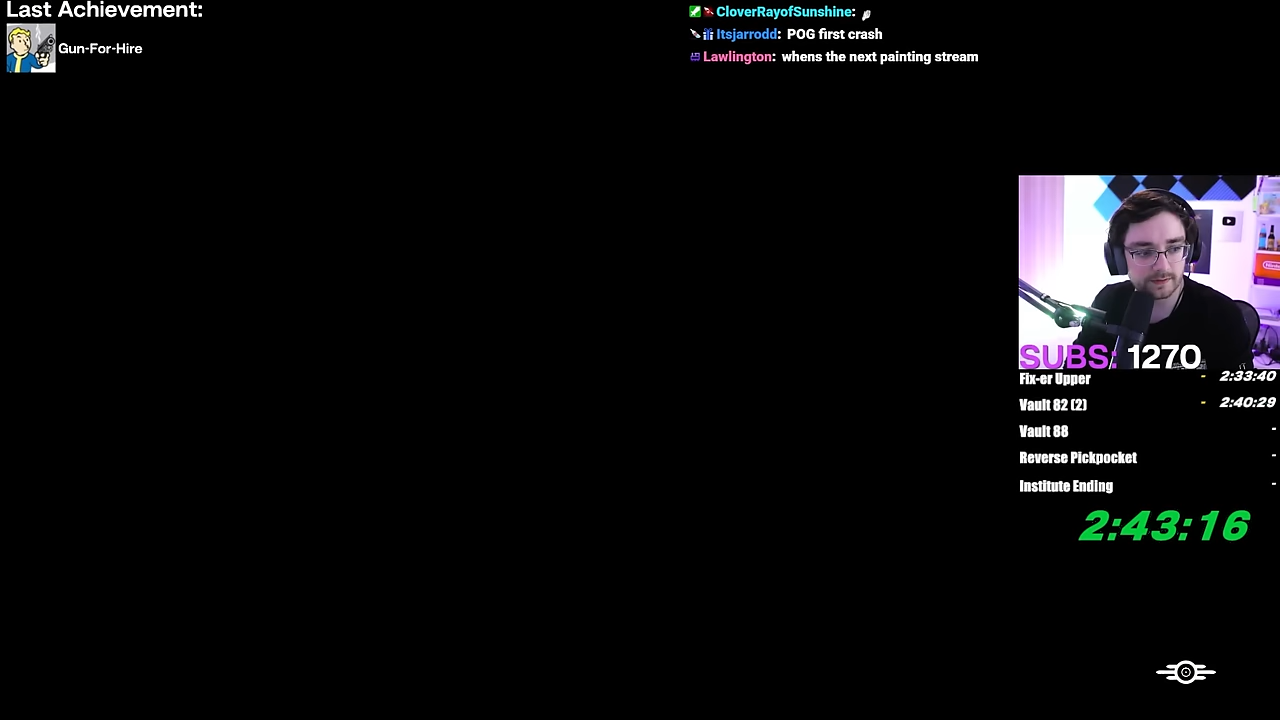 Last Achievement:
Gun-For-Hire
CloverRayofSunshine:
Itsjarrodd: POG first crash
Lawlington: whens the next painting stream
SUBS: 1270
Fix-er Upper - 2:33:40
Vault 82 (2) - 2:40:29
Vault 88 -
Reverse Pickpocket -
Institute Ending -
2:43:16